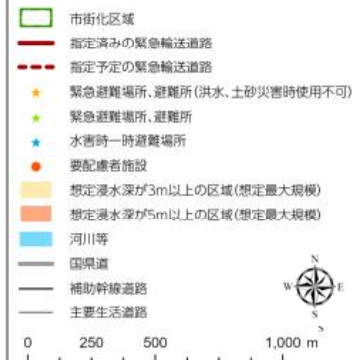 市街化区域
指定済みの緊急輸送道路
指定予定の緊急輸送道路
緊急避難場所、避難所(洪水、土砂災害時使用不可)
緊急避難場所、避難所
水害時一時避難場所
要配慮者施設
想定浸水深が3m以上の区域(想定最大規模)
想定浸水深が5m以上の区域(想定最大規模)
河川等
国県道
補助幹線道路
主要生活道路
N
W E
S
S
0 250 500 1,000 m